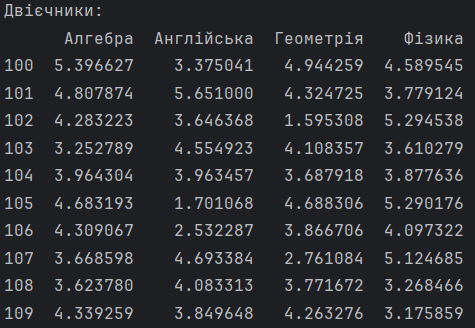 Двієчники:
Алгебра Англійська Геометрія Фізика
100 5.396627 3.375041 4.944259 4.589545
101 4.807874 5.651000 4.324725 3.779124
102 4.283223 3.646368 1.595308 5.294538
103 3.252789 4.554923 4.108357 3.610279
104 3.964304 3.963457 3.687918 3.877636
105 4.683193 1.701068 4.688306 5.290176
106 4.309067 2.532287 3.866706 4.097322
107 3.668598 4.693384 2.761084 5.124685
108 3.623780 4.083313 3.771672 3.268466
109 4.339259 3.849648 4.263276 3.175859